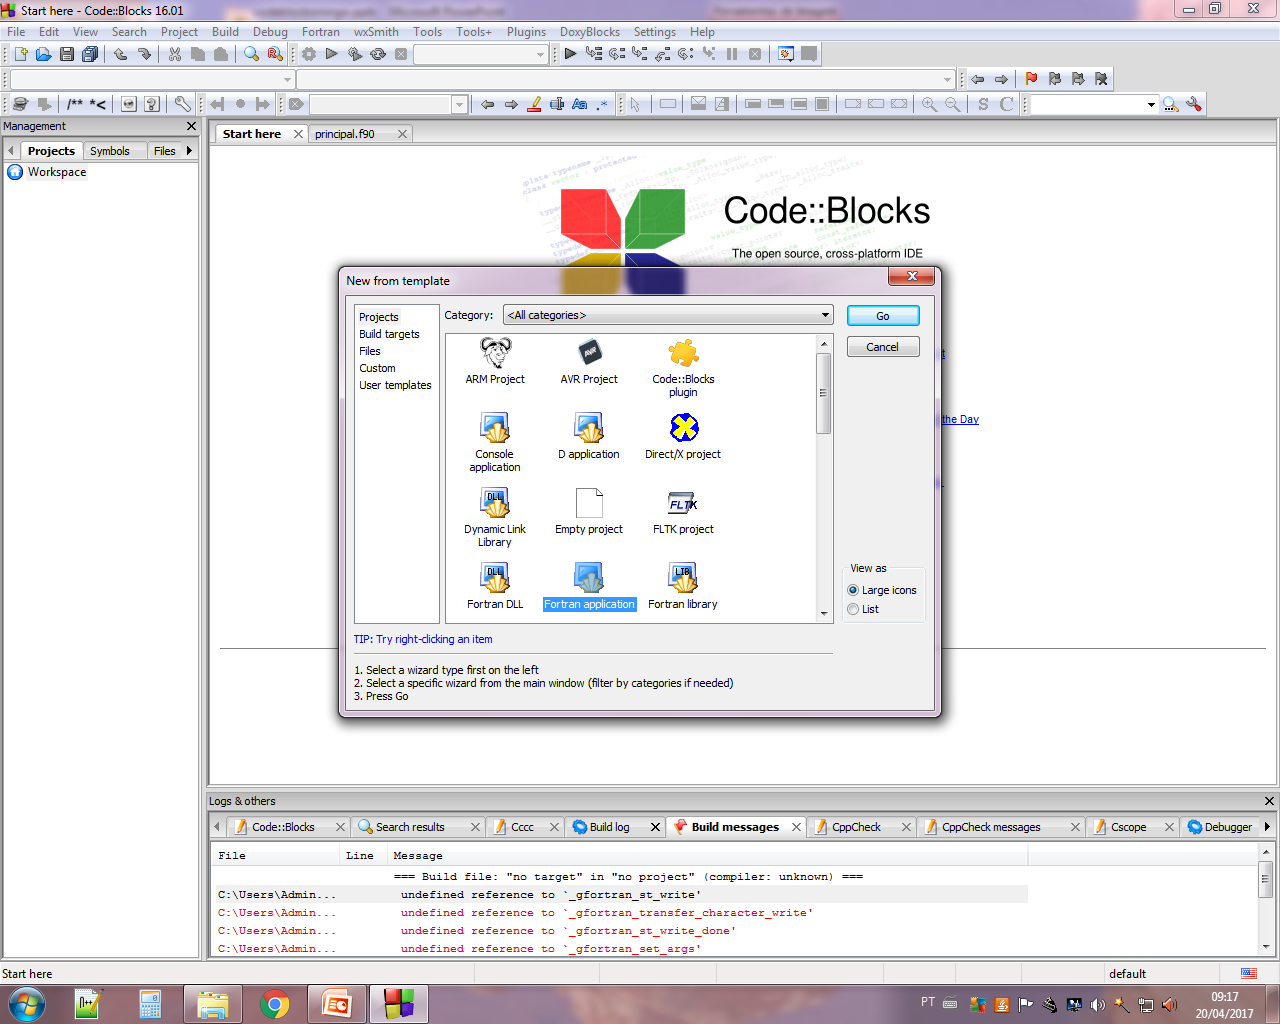 Start here - Code::Blocks 16.01
File Edit View Search Project Build Debug Fortran wxSmith Tools Tools+ Plugins DoxyBlocks Settings Help
/** *<
Aa .*
S C
Management
Projects Symbols Files
Workspace
Start here principal.f90
Code::Blocks
The open source, cross-platform IDE
New from template
Projects
Build targets
Files
Custom
User templates
Category: <All categories>
Go
Cancel
ARM Project
AVR
AVR Project
Code::Blocks plugin
Console application
D application
Direct/X project
DLL
Dynamic Link Library
Empty project
FLTK
FLTK project
DLL
Fortran DLL
Fortran application
LIB
Fortran library
View as
Large icons
List
TIP: Try right-clicking an item
1. Select a wizard type first on the left
2. Select a specific wizard from the main window (filter by categories if needed)
3. Press Go
the Day
Logs & others
Code::Blocks Search results Cccc Build log Build messages CppCheck CppCheck messages Cscope Debugger
File Line Message
=== Build file: "no target" in "no project" (compiler: unknown) ===
C:\Users\Admin... undefined reference to `_gfortran_st_write'
C:\Users\Admin... undefined reference to `_gfortran_transfer_character_write'
C:\Users\Admin... undefined reference to `_gfortran_st_write_done'
C:\Users\Admin... undefined reference to `_gfortran_set_args'
Start here
default
PT
09:17
20/04/2017